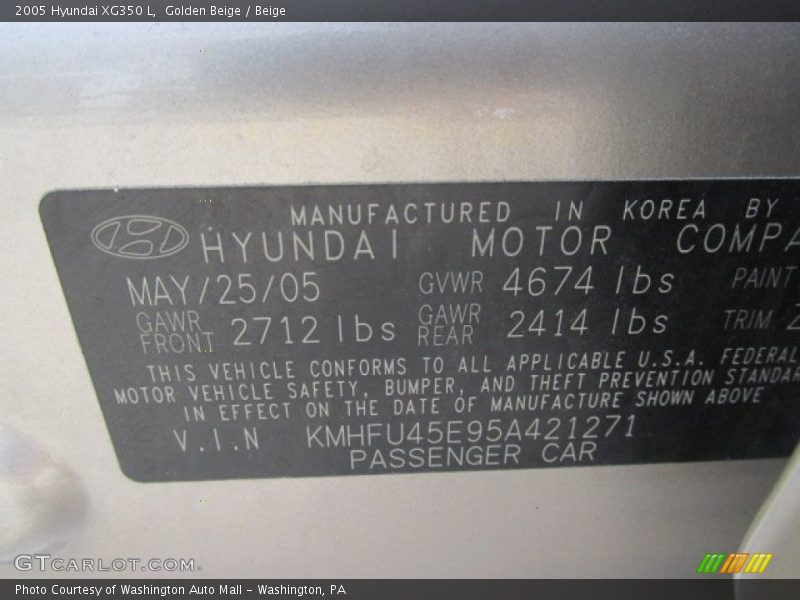 2005 Hyundai XG350 L, Golden Beige / Beige
MANUFACTURED IN KOREA BY
HYUNDAI MOTOR COMPA
MAY/25/05 GVWR 4674 lbs PAINT
GAWR FRONT 2712 lbs GAWR REAR 2414 lbs TRIM 2
THIS VEHICLE CONFORMS TO ALL APPLICABLE U.S.A. FEDERAL
MOTOR VEHICLE SAFETY, BUMPER, AND THEFT PREVENTION STANDAR
IN EFFECT ON THE DATE OF MANUFACTURE SHOWN ABOVE
V.I.N KMHFU45E95A421271
PASSENGER CAR
GTCARLOT.COM
Photo Courtesy of Washington Auto Mall - Washington, PA